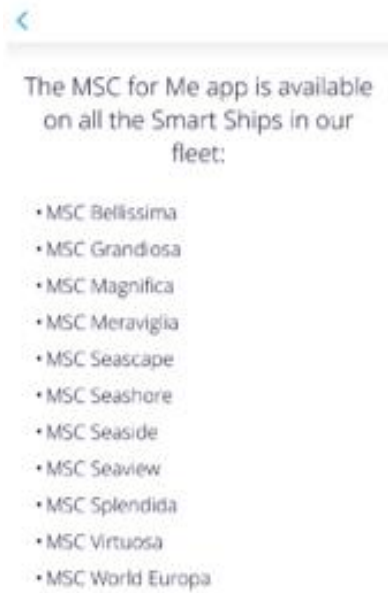 The MSC for Me app is available
on all the Smart Ships in our
fleet:
• MSC Bellissima
• MSC Grandiosa
• MSC Magnifica
• MSC Meraviglia
• MSC Seascape
• MSC Seashore
• MSC Seaside
• MSC Seaview
• MSC Splendida
• MSC Virtuosa
• MSC World Europa